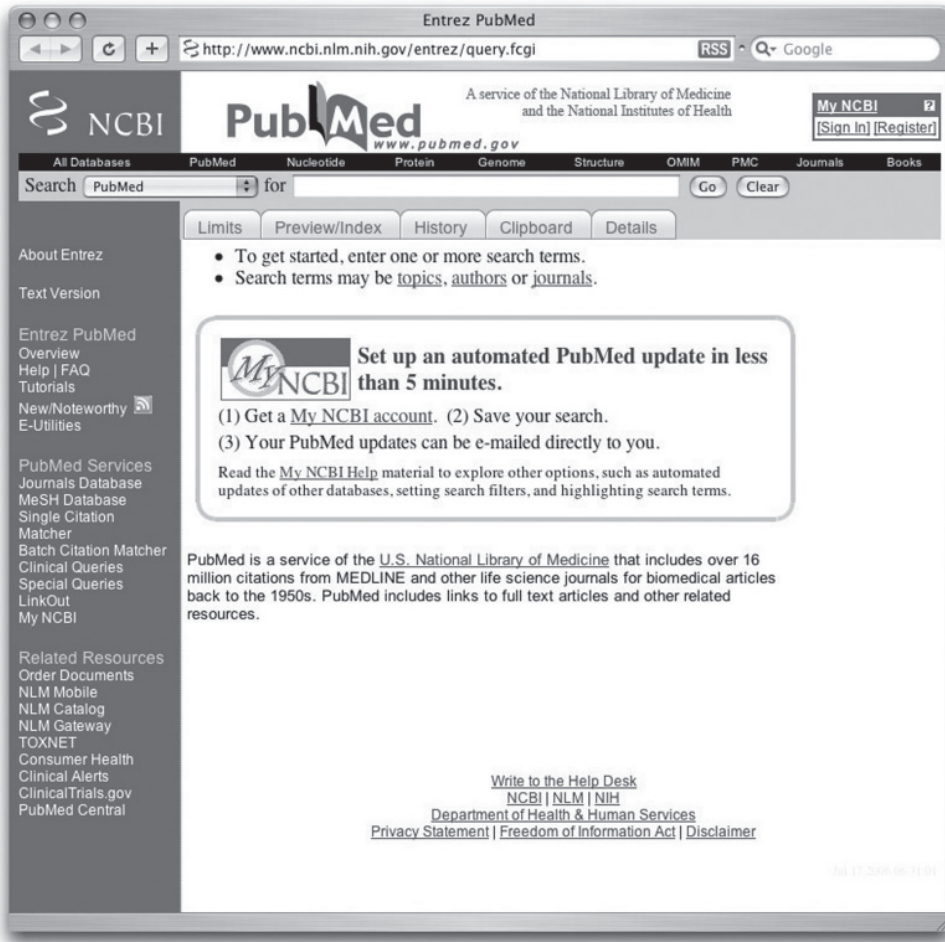 Entrez PubMed
http://www.ncbi.nlm.nih.gov/entrez/query.fcgi
RSS
Google
NCBI
PubMed
www.pubmed.gov
A service of the National Library of Medicine
and the National Institutes of Health
My NCBI ?
[Sign In] [Register]
All Databases PubMed Nucleotide Protein Genome Structure OMIM PMC Journals Books
Search PubMed for Go Clear
Limits Preview/Index History Clipboard Details
About Entrez
Text Version
Entrez PubMed
Overview
Help | FAQ
Tutorials
New/Noteworthy
E-Utilities
PubMed Services
Journals Database
MeSH Database
Single Citation
Matcher
Batch Citation Matcher
Clinical Queries
Special Queries
LinkOut
My NCBI
Related Resources
Order Documents
NLM Mobile
NLM Catalog
NLM Gateway
TOXNET
Consumer Health
Clinical Alerts
ClinicalTrials.gov
PubMed Central
• To get started, enter one or more search terms.
• Search terms may be topics, authors or journals.
My NCBI
Set up an automated PubMed update in less
than 5 minutes.
(1) Get a My NCBI account. (2) Save your search.
(3) Your PubMed updates can be e-mailed directly to you.
Read the My NCBI Help material to explore other options, such as automated
updates of other databases, setting search filters, and highlighting search terms.
PubMed is a service of the U.S. National Library of Medicine that includes over 16
million citations from MEDLINE and other life science journals for biomedical articles
back to the 1950s. PubMed includes links to full text articles and other related
resources.
Write to the Help Desk
NCBI | NLM | NIH
Department of Health & Human Services
Privacy Statement | Freedom of Information Act | Disclaimer
Jul 17 2006